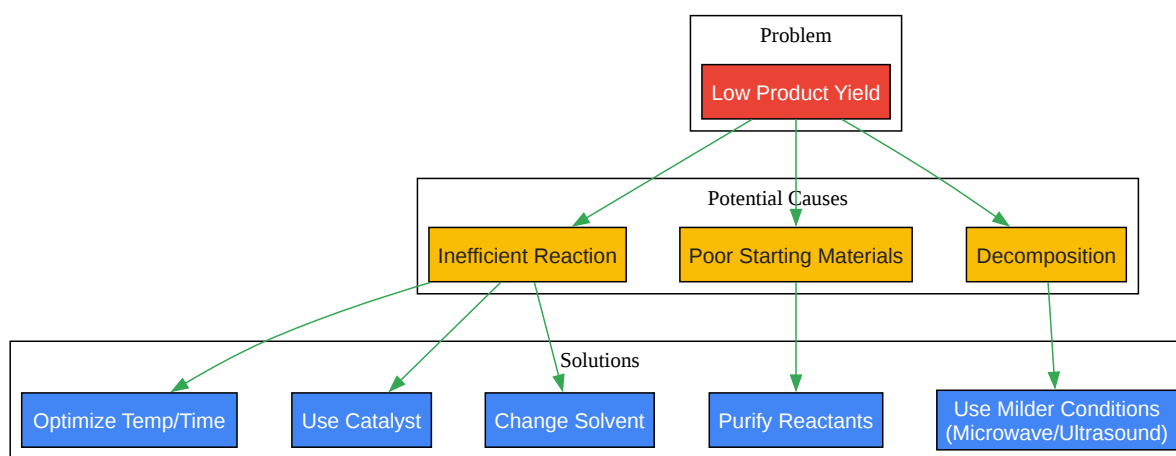 Problem
Low Product Yield
Potential Causes
Inefficient Reaction
Poor Starting Materials
Decomposition
Solutions
Optimize Temp/Time
Use Catalyst
Change Solvent
Purify Reactants
Use Milder Conditions
(Microwave/Ultrasound)